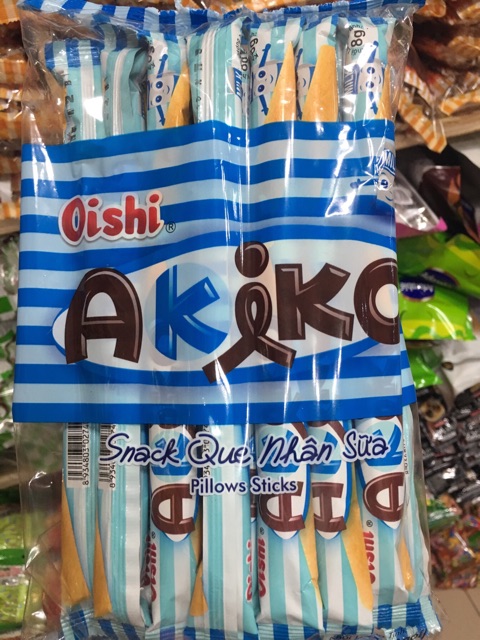 Oishi®
AKiKO
Snack Que Nhân Sữa
Pillows Sticks